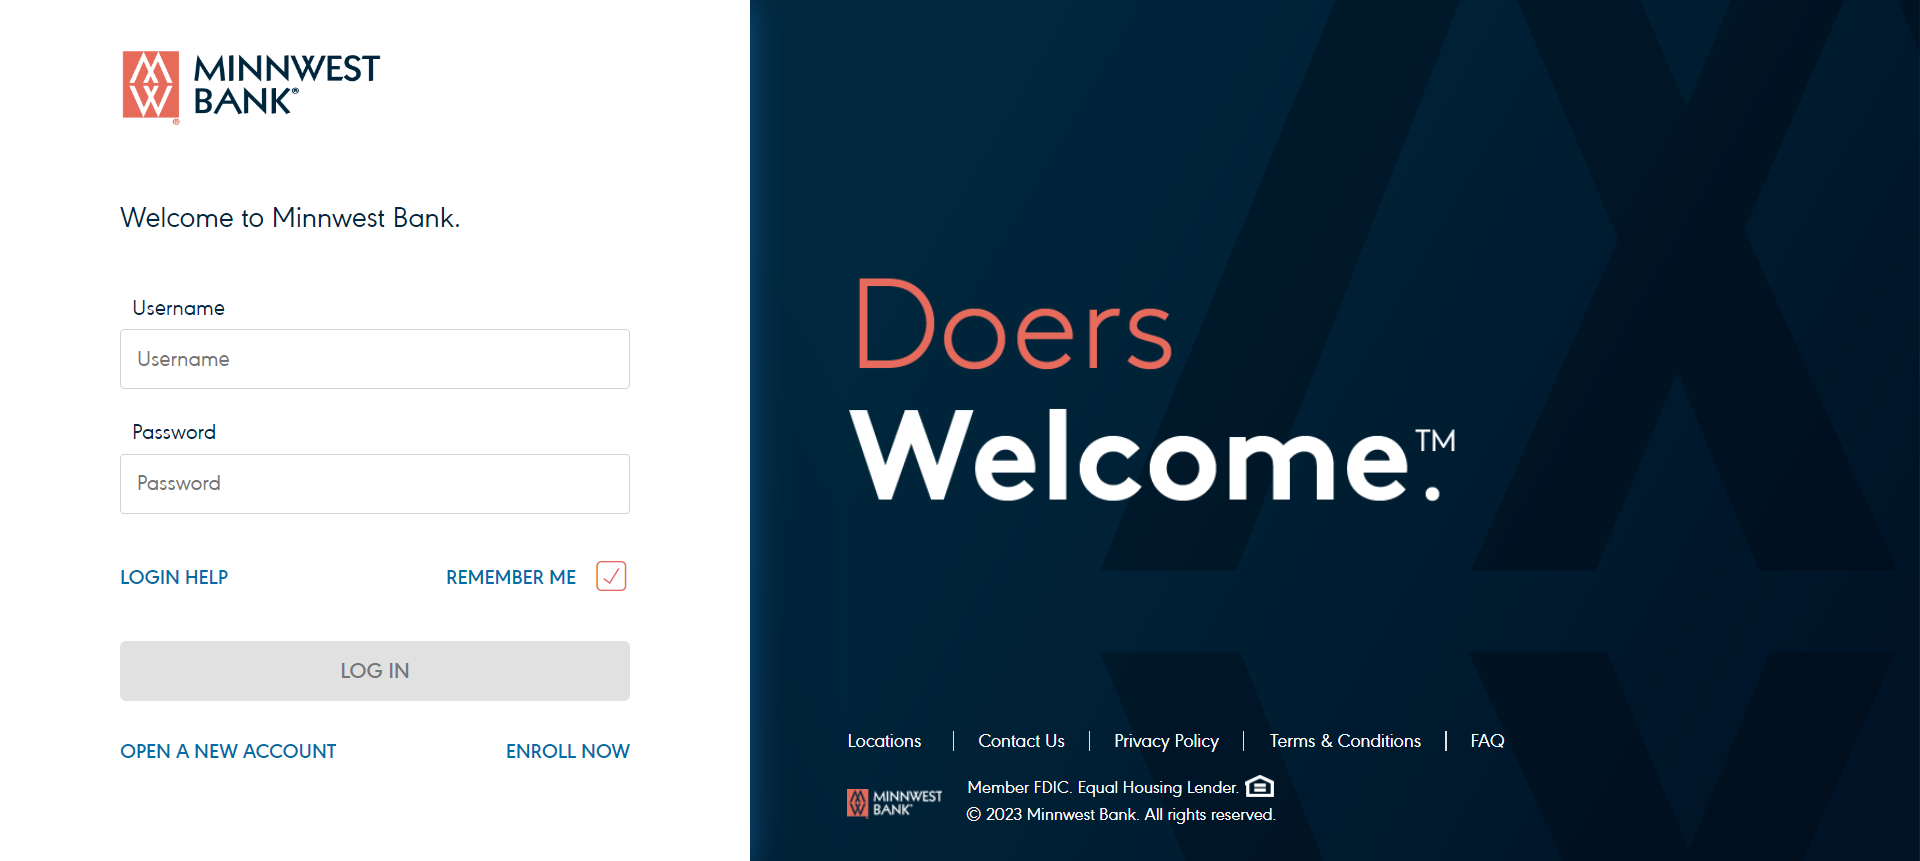 MINNWEST
BANK®
®
Welcome to Minnwest Bank.
Username
Username
Password
Password
LOGIN HELP
REMEMBER ME
LOG IN
OPEN A NEW ACCOUNT
ENROLL NOW
Doers
Welcome.™
Locations | Contact Us | Privacy Policy | Terms & Conditions | FAQ
MINNWEST
BANK
Member FDIC. Equal Housing Lender.
© 2023 Minnwest Bank. All rights reserved.